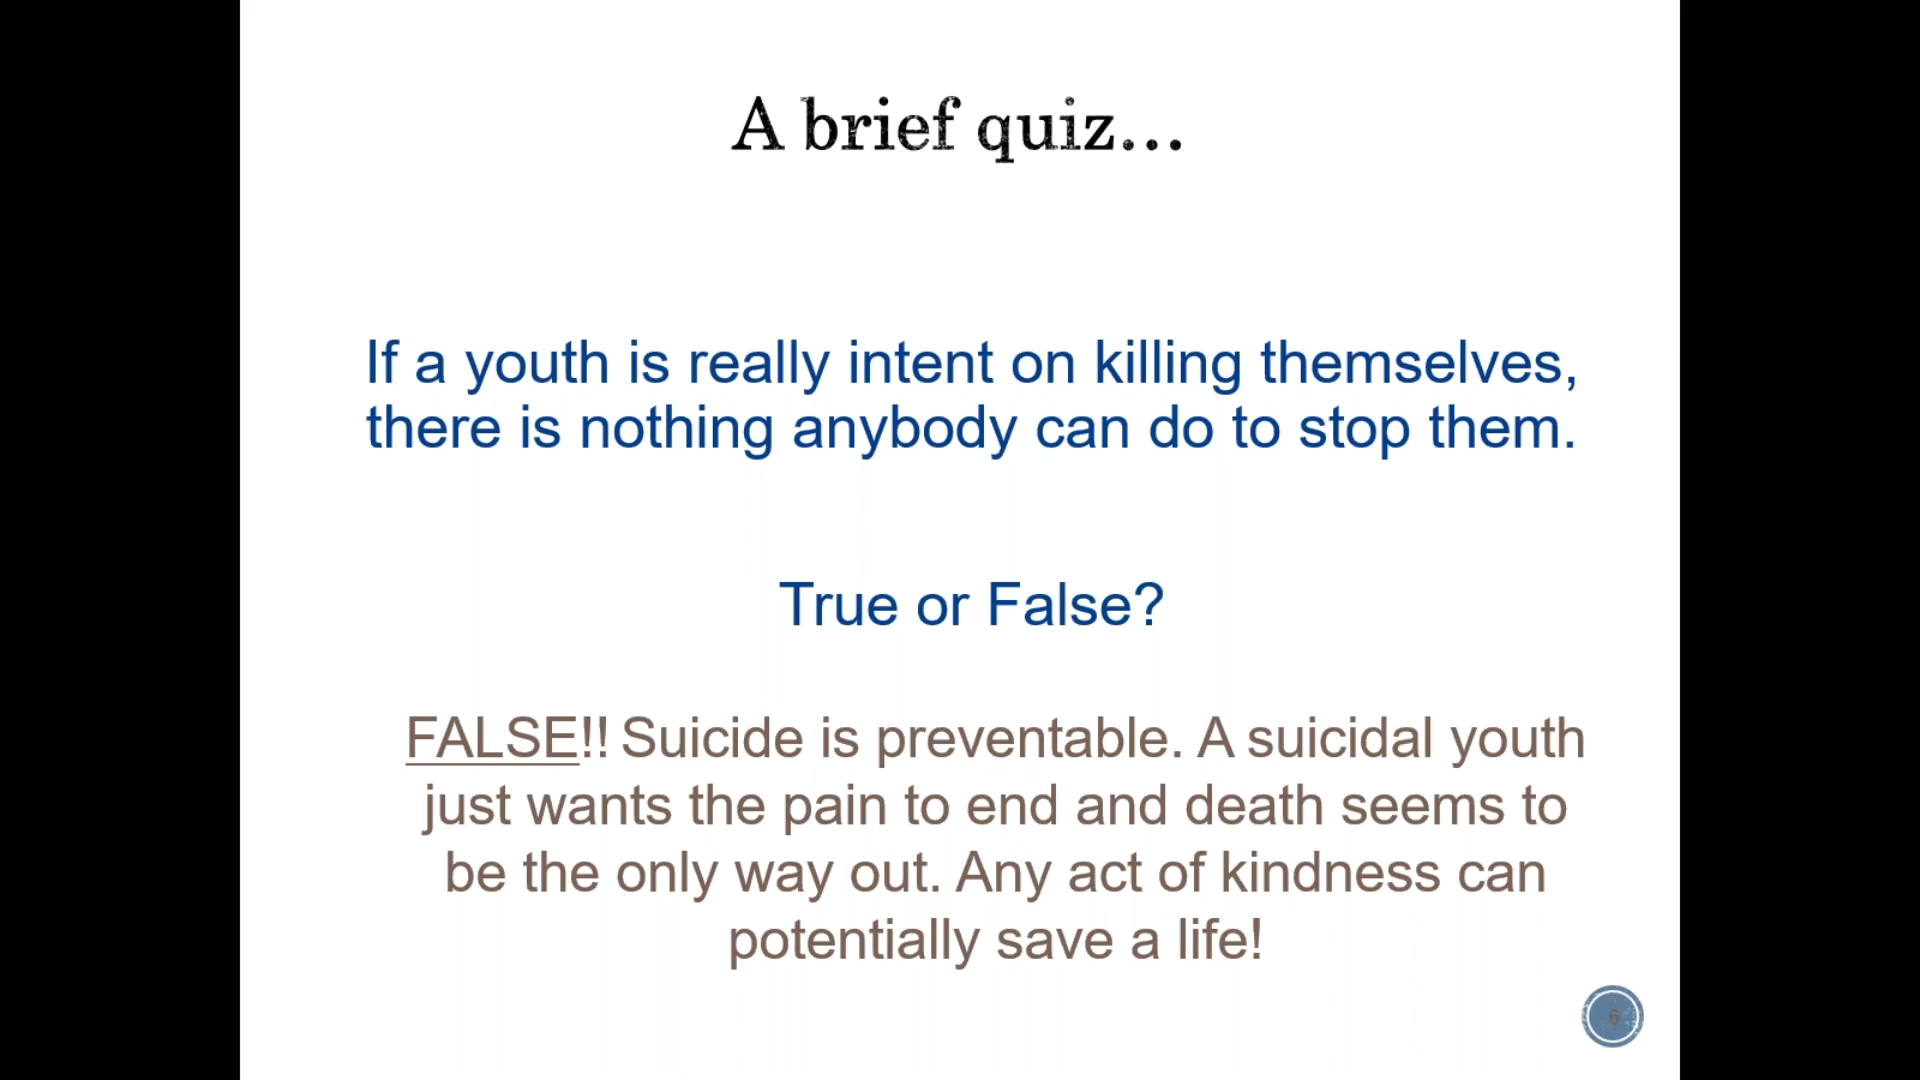 A brief quiz...
If a youth is really intent on killing themselves,
there is nothing anybody can do to stop them.
True or False?
FALSE!! Suicide is preventable. A suicidal youth
just wants the pain to end and death seems to
be the only way out. Any act of kindness can
potentially save a life!
6